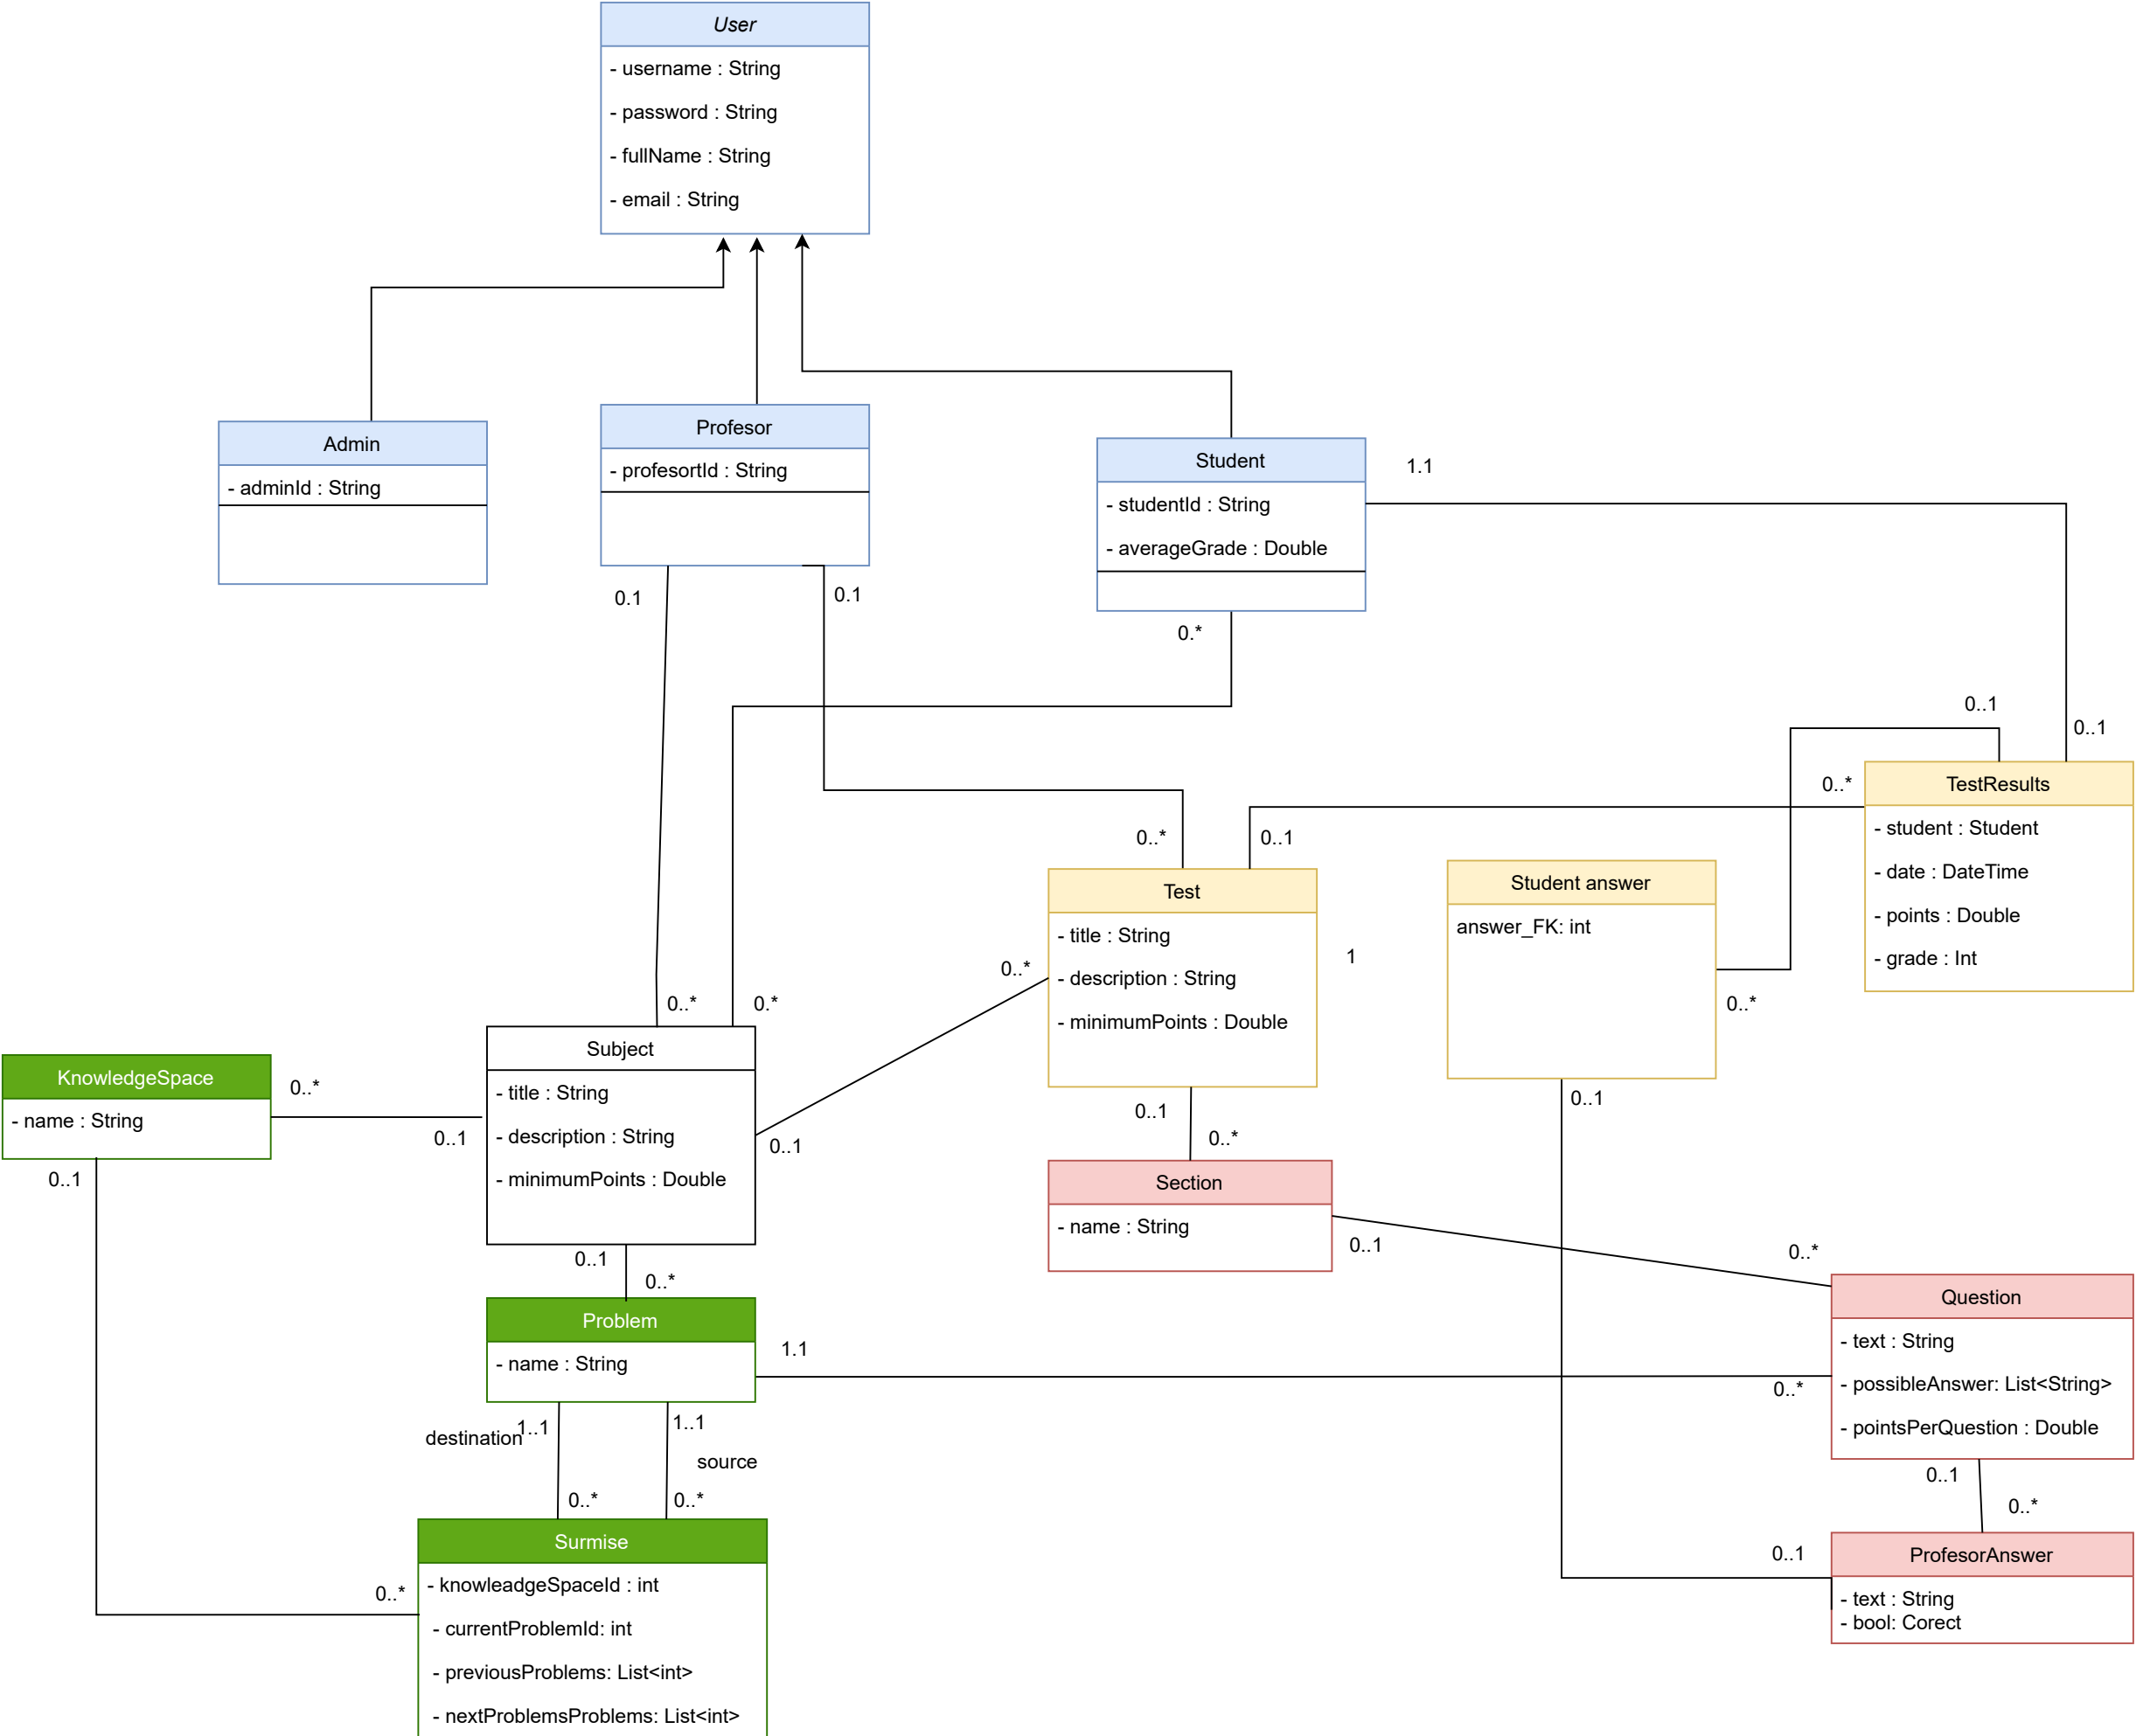 User
- username : String
- password : String
- fullName : String
- email : String
Admin
- adminId : String
Profesor
- profesortId : String
0.1
0.1
Student
- studentId : String
- averageGrade : Double
1.1
0.*
0..1
0..1
0..*
TestResults
- student : Student
- date : DateTime
- points : Double
- grade : Int
0..*
0..1
Test
- title : String
- description : String
- minimumPoints : Double
1
Student answer
answer_FK: int
0..*
0..1
0..*
0..*
0.*
Subject
- title : String
- description : String
- minimumPoints : Double
0..1
KnowledgeSpace
- name : String
0..*
0..1
0..1
0..1
0..*
Section
- name : String
0..1
0..*
0..1
0..*
Problem
- name : String
1.1
0..*
Question
- text : String
- possibleAnswer: List<String>
- pointsPerQuestion : Double
0..1
0..*
destination
1..1
1..1
source
0..*
0..*
Surmise
- knowleadgeSpaceId : int
- currentProblemId: int
- previousProblems: List<int>
- nextProblemsProblems: List<int>
0..*
0..1
ProfesorAnswer
- text : String
- bool: Corect